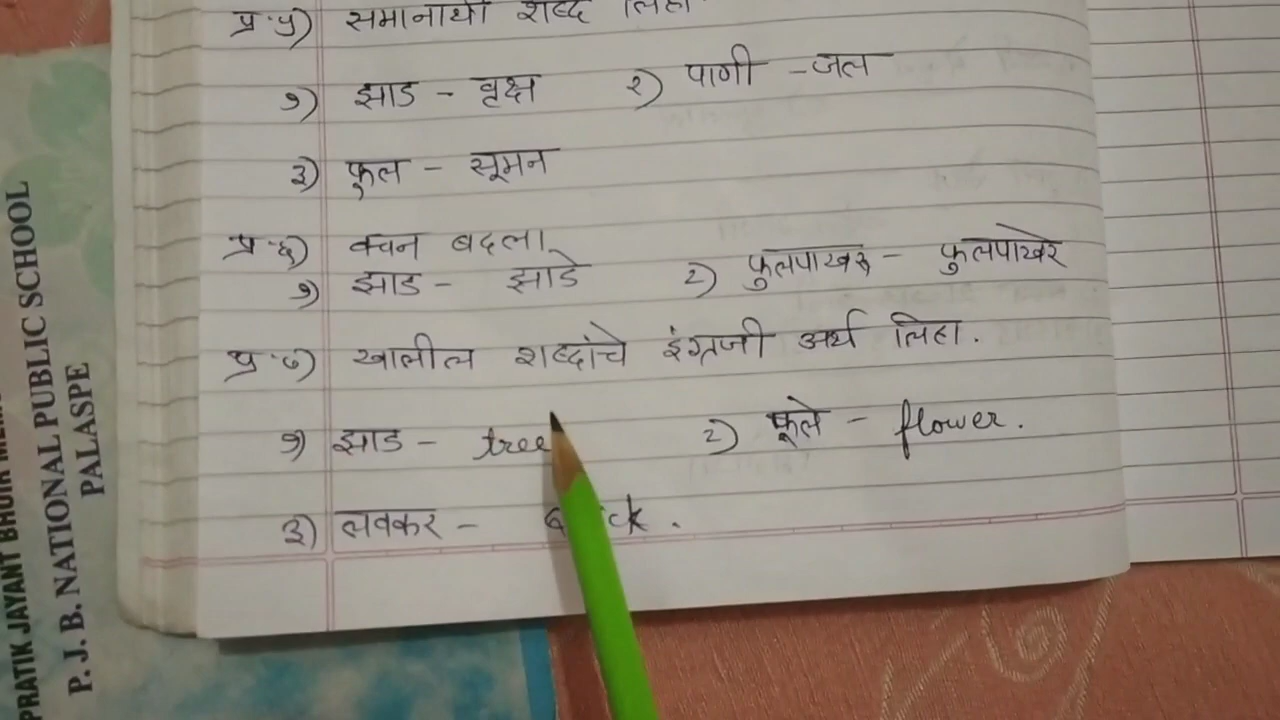 प्र.५) समानार्थी शब्द लिहा.
१) झाड - वृक्ष २) पाणी - जल
३) फुल - सूमन
प्र.६) वचन बदला.
१) झाड - झाडे २) फुलपाखरू - फुलपाखरे
प्र.७) खालील शब्दांचे इंग्रजी अर्थ लिहा.
१) झाड - tree २) फूले - flower.
३) लवकर -
PRATIK JAYANT BHOIR
P. J. B. NATIONAL PUBLIC SCHOOL
PALASPE